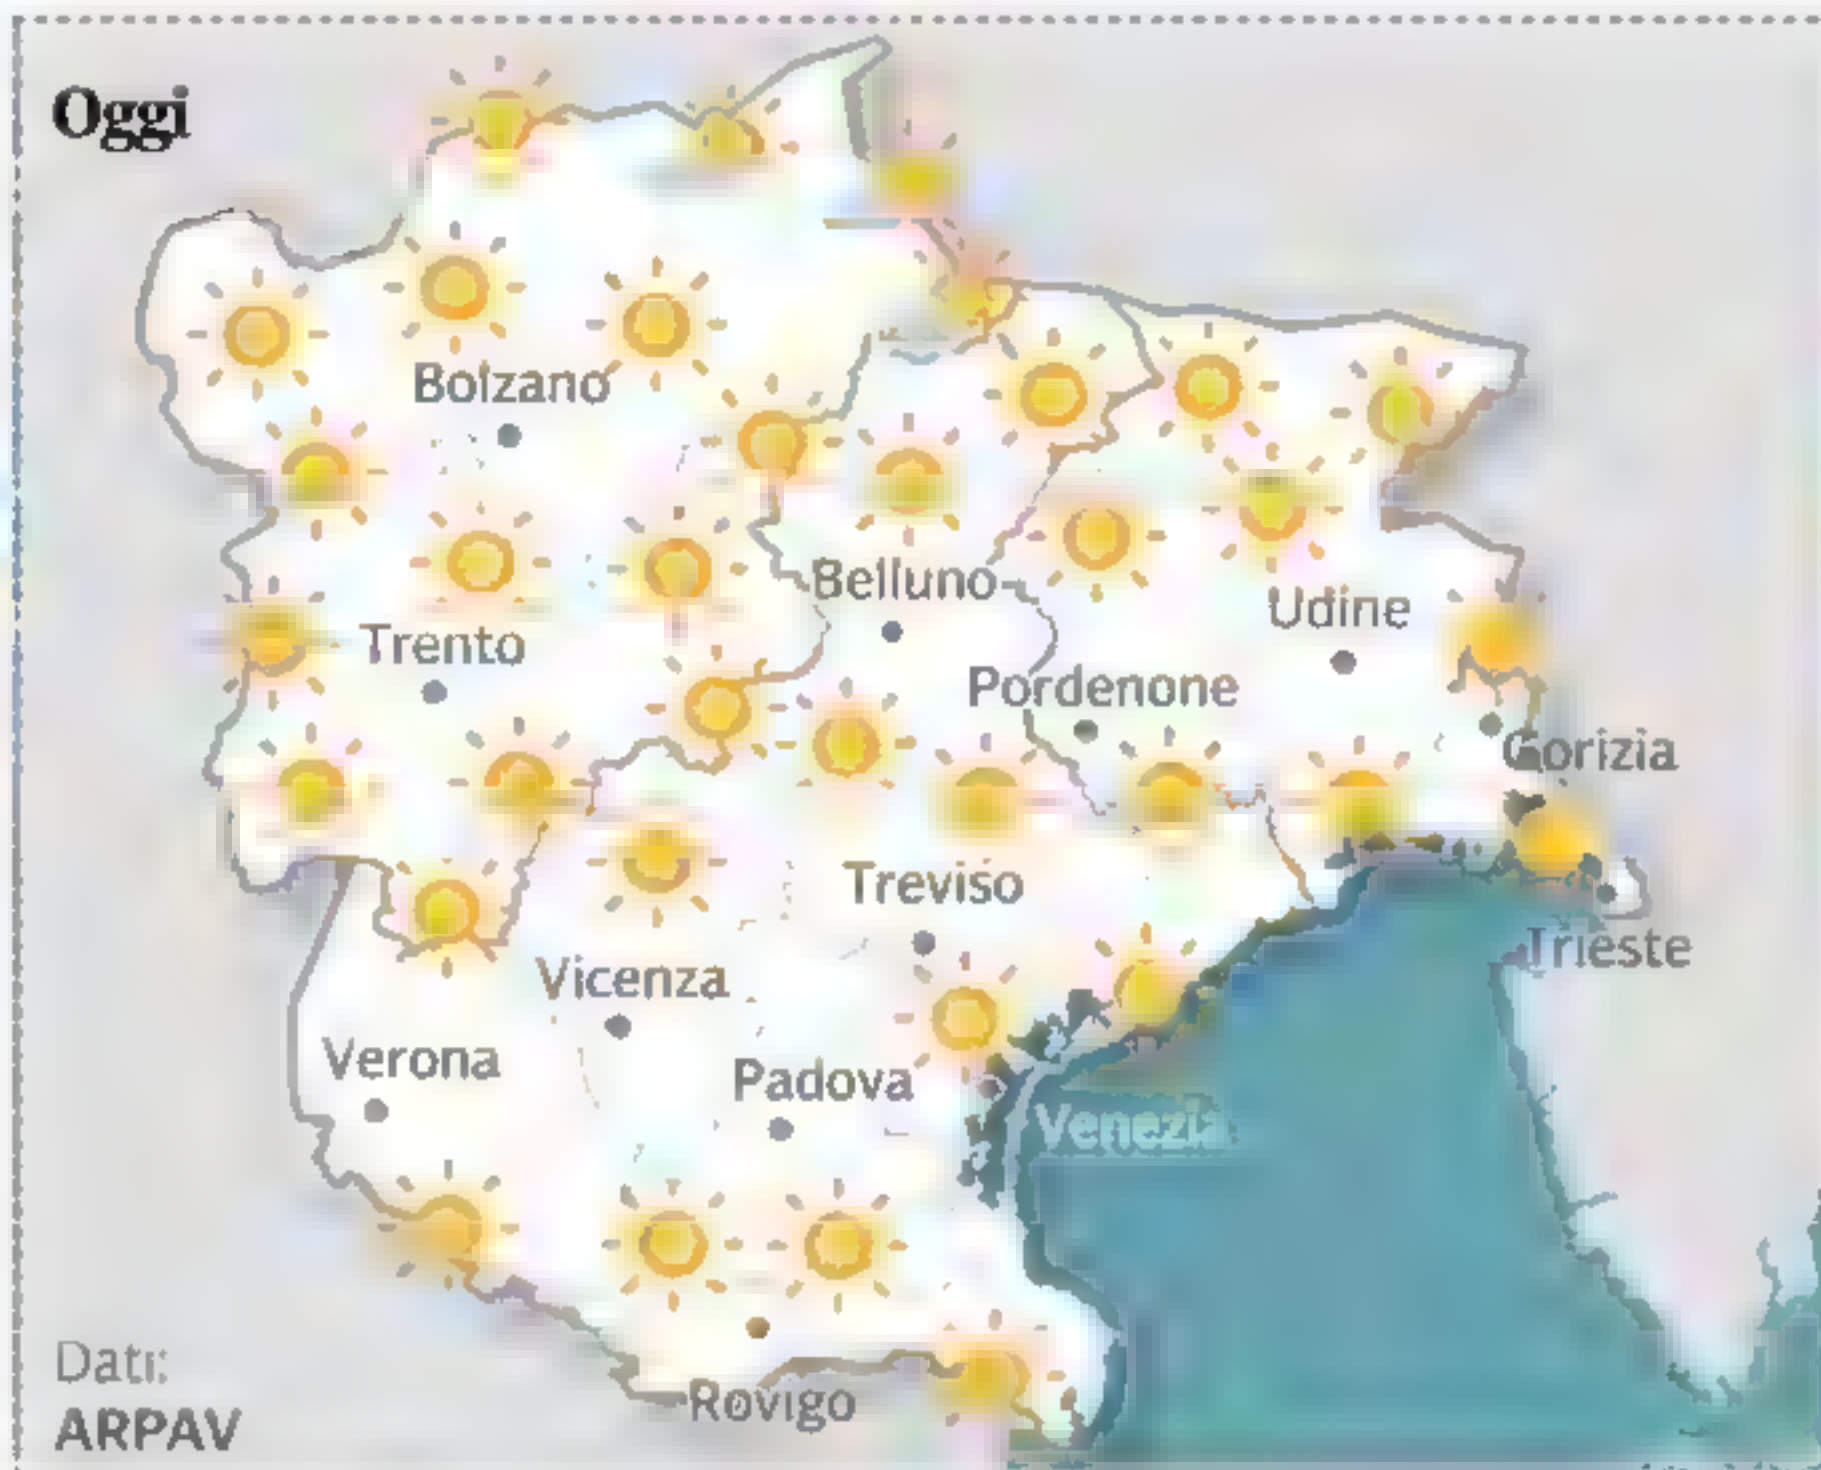 Oggi
Bolzano
Belluno
Udine
Trento
Pordenone
Gorizia
Treviso
Trieste
Vicenza
Verona
Padova
Venezia
Dati:
Rovigo
ARPAV